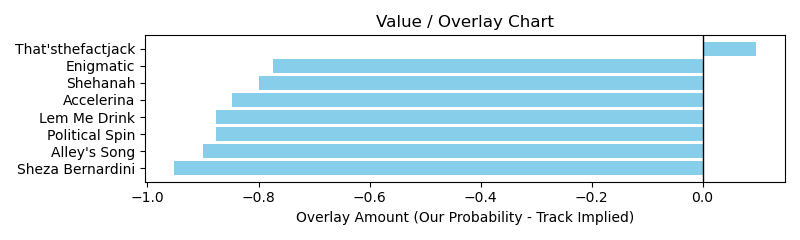 Value / Overlay Chart
That'sthefactjack
Enigmatic
Shehanah
Accelerina
Lem Me Drink
Political Spin
Alley's Song
Sheza Bernardini
−1.0 −0.8 −0.6 −0.4 −0.2 0.0
Overlay Amount (Our Probability - Track Implied)